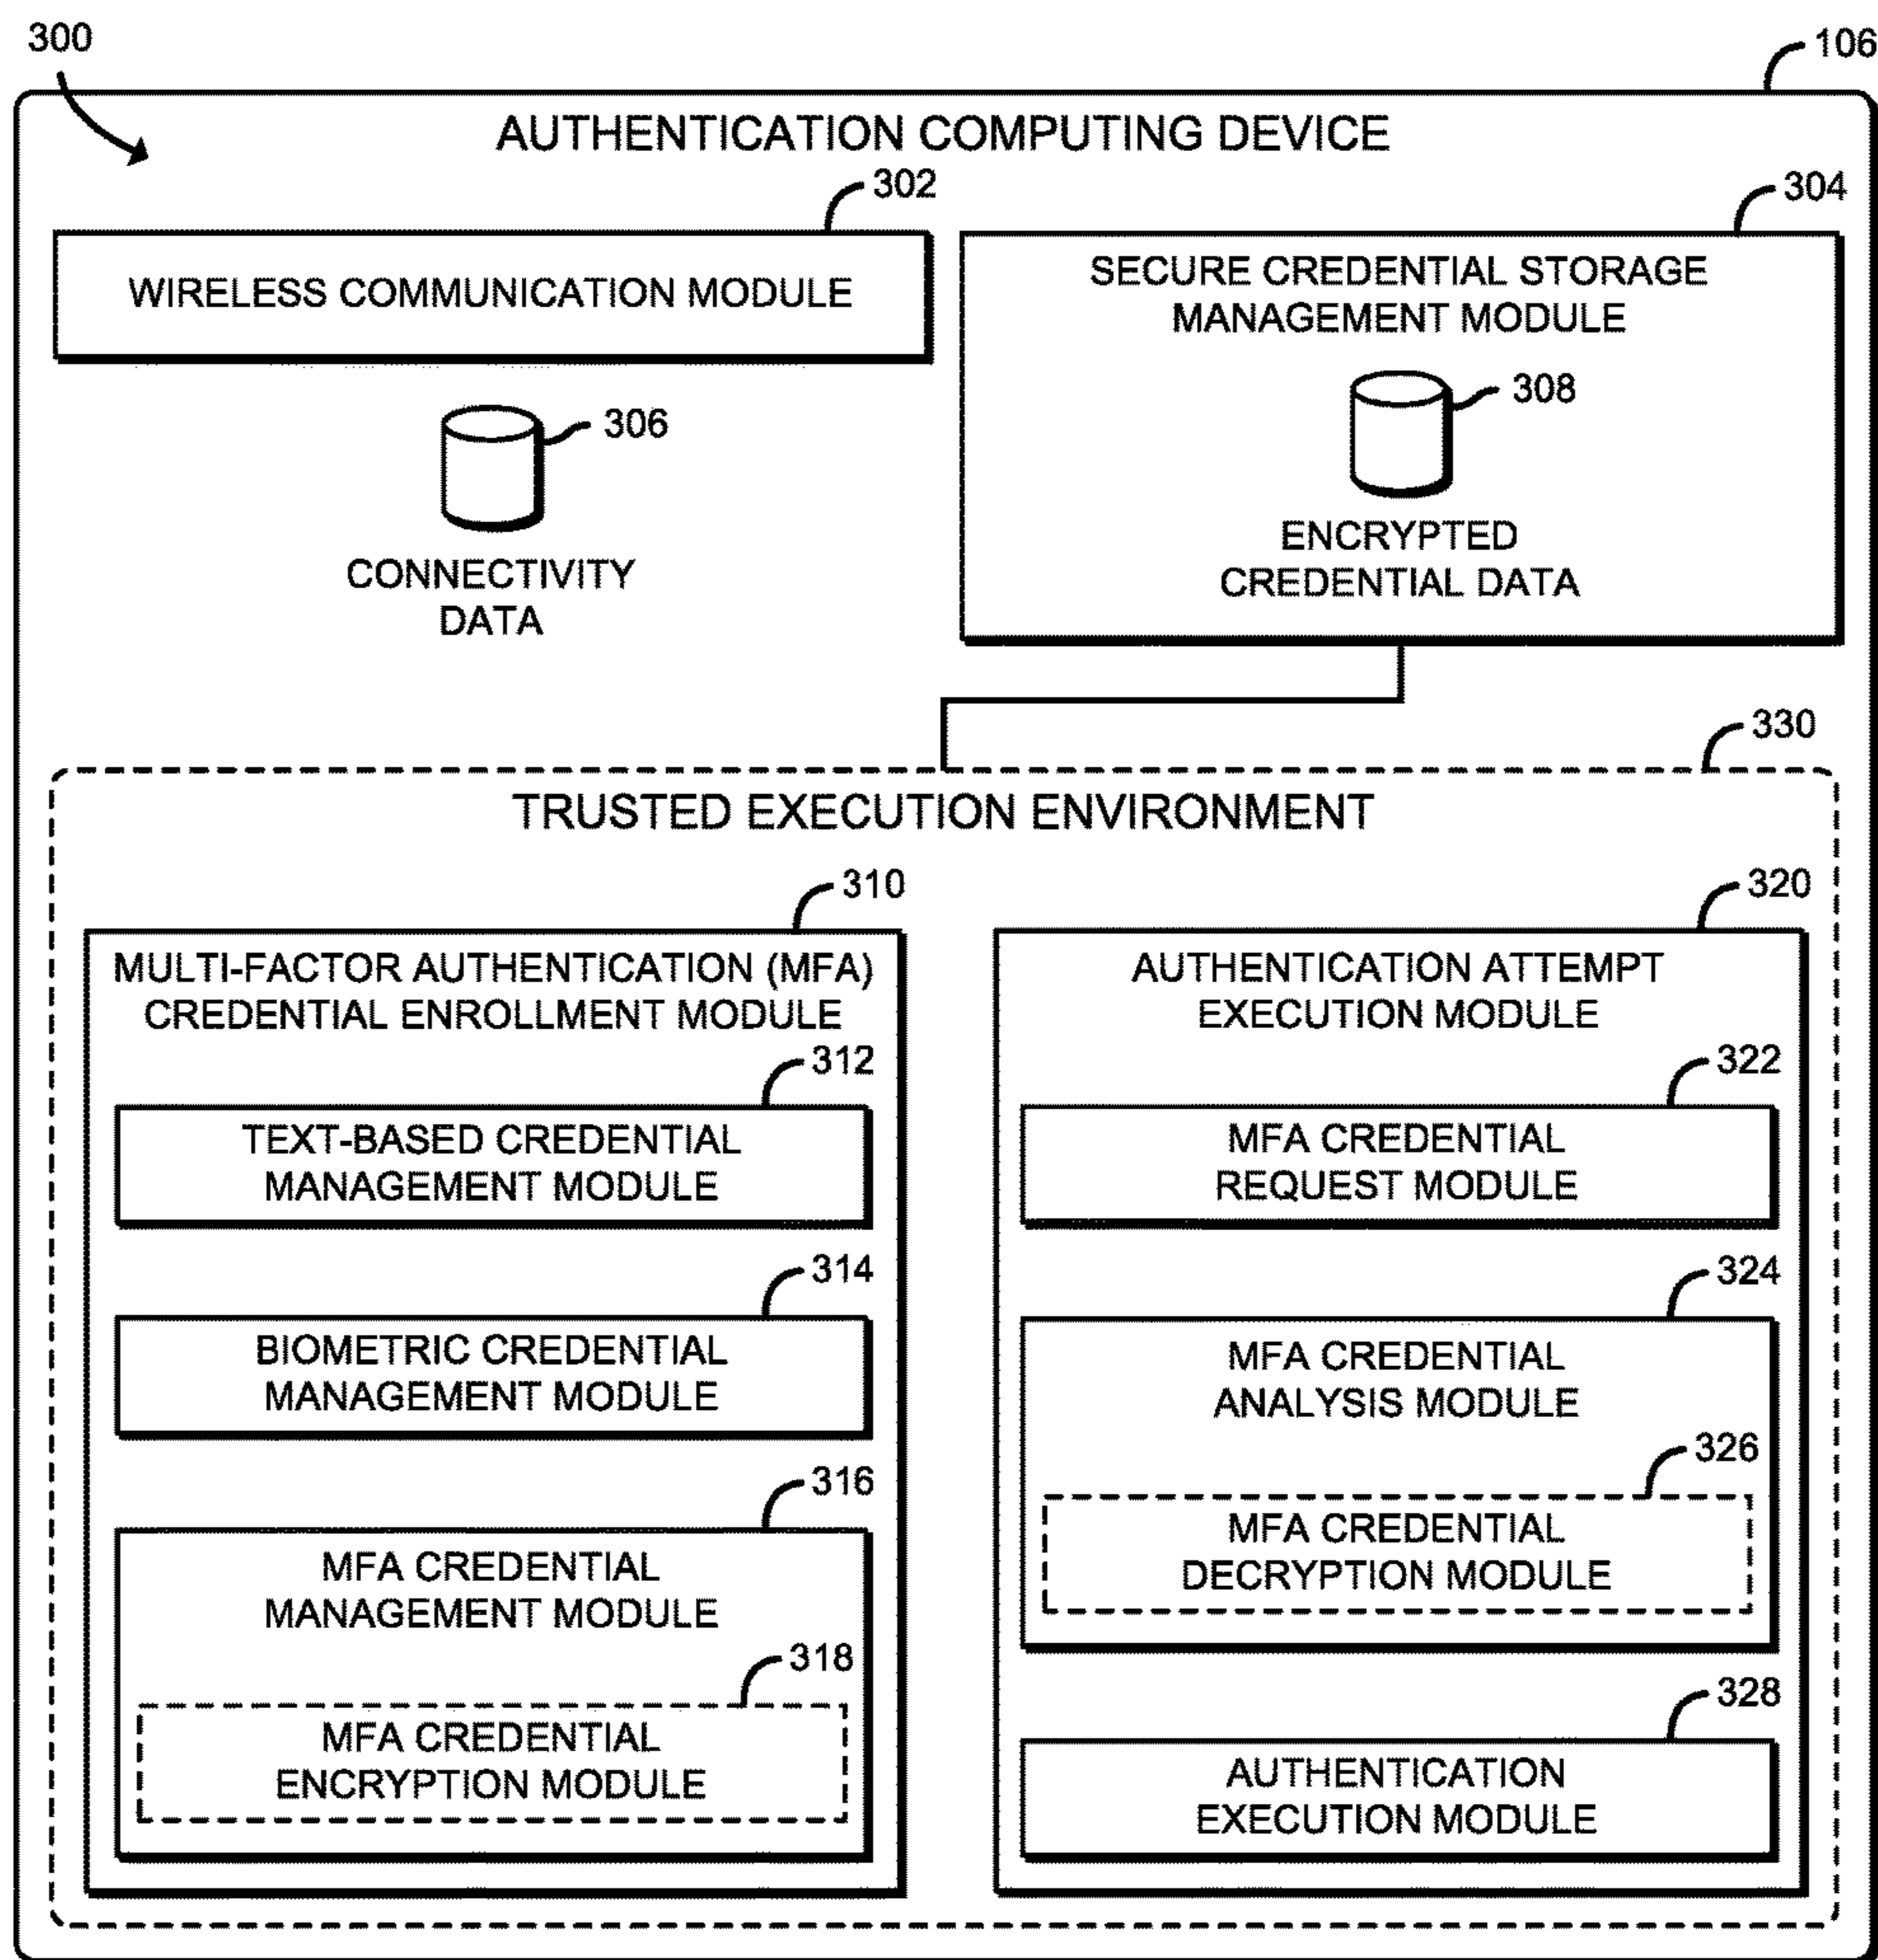 300
106
AUTHENTICATION COMPUTING DEVICE
302
WIRELESS COMMUNICATION MODULE
304
SECURE CREDENTIAL STORAGE
MANAGEMENT MODULE
306
CONNECTIVITY
DATA
308
ENCRYPTED
CREDENTIAL DATA
330
TRUSTED EXECUTION ENVIRONMENT
310
MULTI-FACTOR AUTHENTICATION (MFA)
CREDENTIAL ENROLLMENT MODULE
312
TEXT-BASED CREDENTIAL
MANAGEMENT MODULE
314
BIOMETRIC CREDENTIAL
MANAGEMENT MODULE
316
MFA CREDENTIAL
MANAGEMENT MODULE
318
MFA CREDENTIAL
ENCRYPTION MODULE
320
AUTHENTICATION ATTEMPT
EXECUTION MODULE
322
MFA CREDENTIAL
REQUEST MODULE
324
MFA CREDENTIAL
ANALYSIS MODULE
326
MFA CREDENTIAL
DECRYPTION MODULE
328
AUTHENTICATION
EXECUTION MODULE